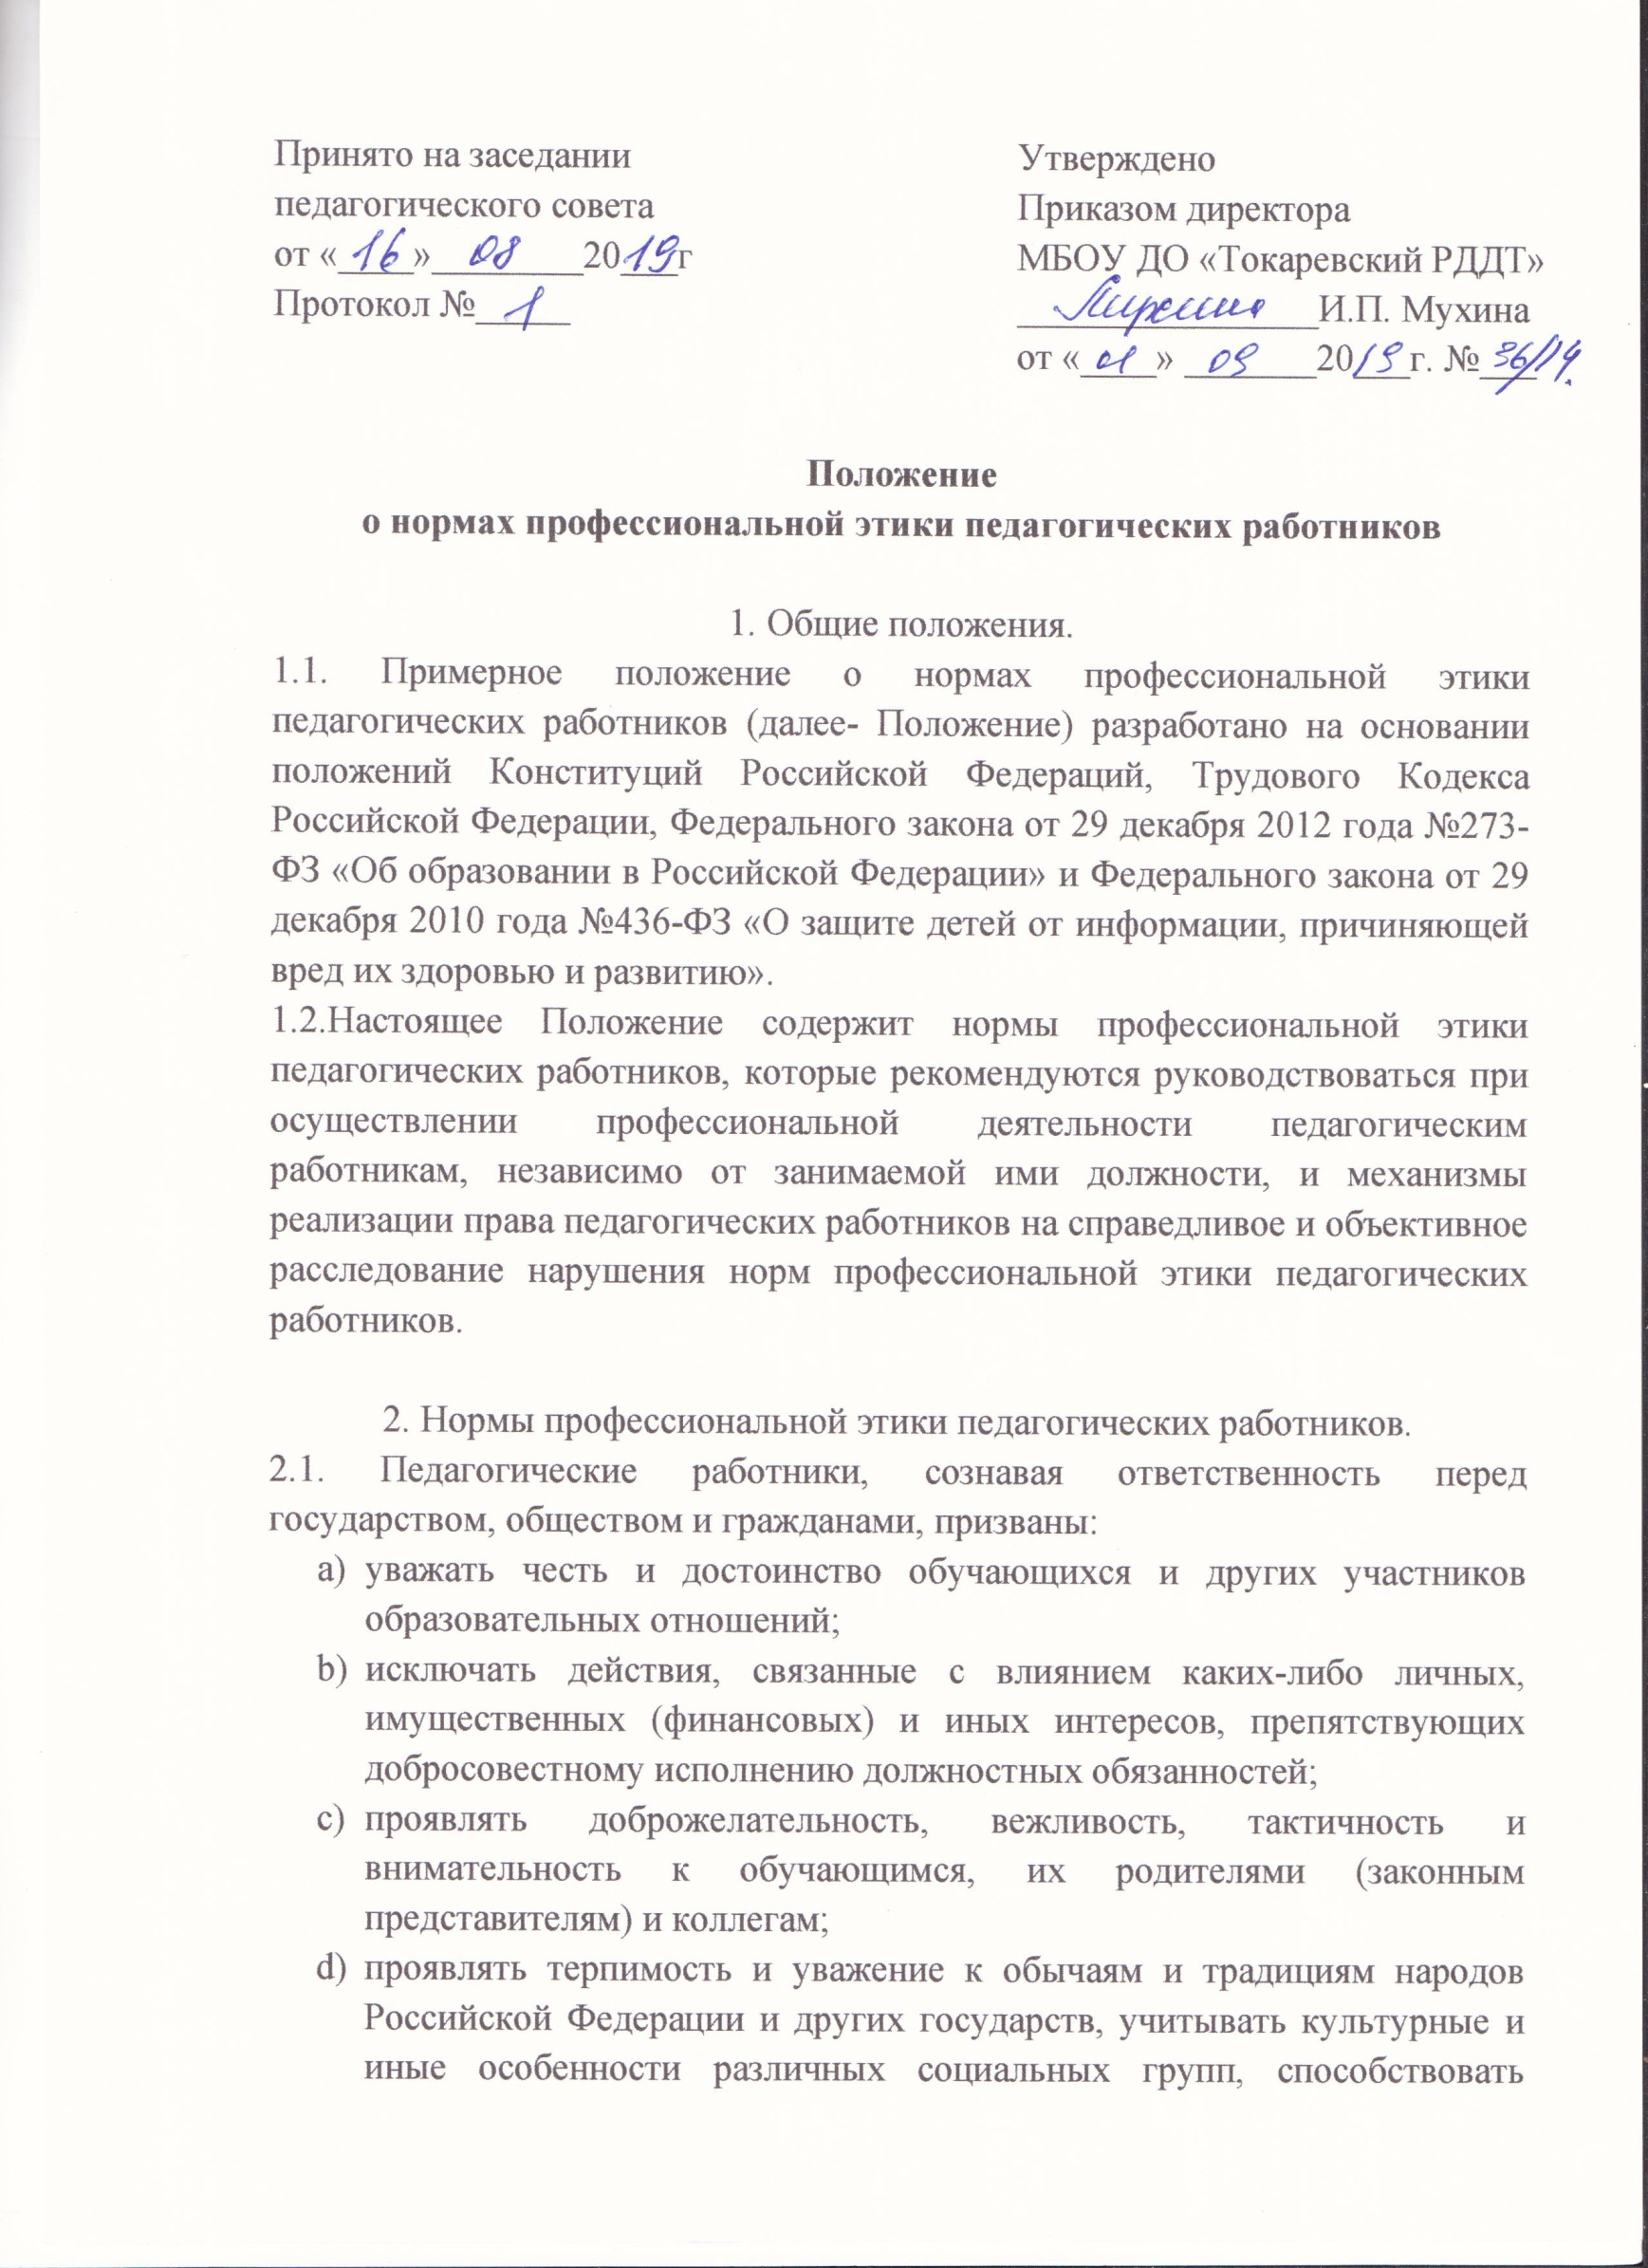 Принято на заседании
педагогического совета
от «16» 08 2019г
Протокол № 1
Утверждено
Приказом директора
МБОУ ДО «Токаревский РДДТ»
И.П. Мухина
от «01» 09 2019г. № 36/14.
Положение
о нормах профессиональной этики педагогических работников
1. Общие положения.
1.1. Примерное положение о нормах профессиональной этики
педагогических работников (далее- Положение) разработано на основании
положений Конституций Российской Федераций, Трудового Кодекса
Российской Федерации, Федерального закона от 29 декабря 2012 года №273-
ФЗ «Об образовании в Российской Федерации» и Федерального закона от 29
декабря 2010 года №436-ФЗ «О защите детей от информации, причиняющей
вред их здоровью и развитию».
1.2.Настоящее Положение содержит нормы профессиональной этики
педагогических работников, которые рекомендуются руководствоваться при
осуществлении профессиональной деятельности педагогическим
работникам, независимо от занимаемой ими должности, и механизмы
реализации права педагогических работников на справедливое и объективное
расследование нарушения норм профессиональной этики педагогических
работников.
2. Нормы профессиональной этики педагогических работников.
2.1. Педагогические работники, сознавая ответственность перед
государством, обществом и гражданами, призваны:
a) уважать честь и достоинство обучающихся и других участников
образовательных отношений;
b) исключать действия, связанные с влиянием каких-либо личных,
имущественных (финансовых) и иных интересов, препятствующих
добросовестному исполнению должностных обязанностей;
c) проявлять доброжелательность, вежливость, тактичность и
внимательность к обучающимся, их родителями (законным
представителям) и коллегам;
d) проявлять терпимость и уважение к обычаям и традициям народов
Российской Федерации и других государств, учитывать культурные и
иные особенности различных социальных групп, способствовать